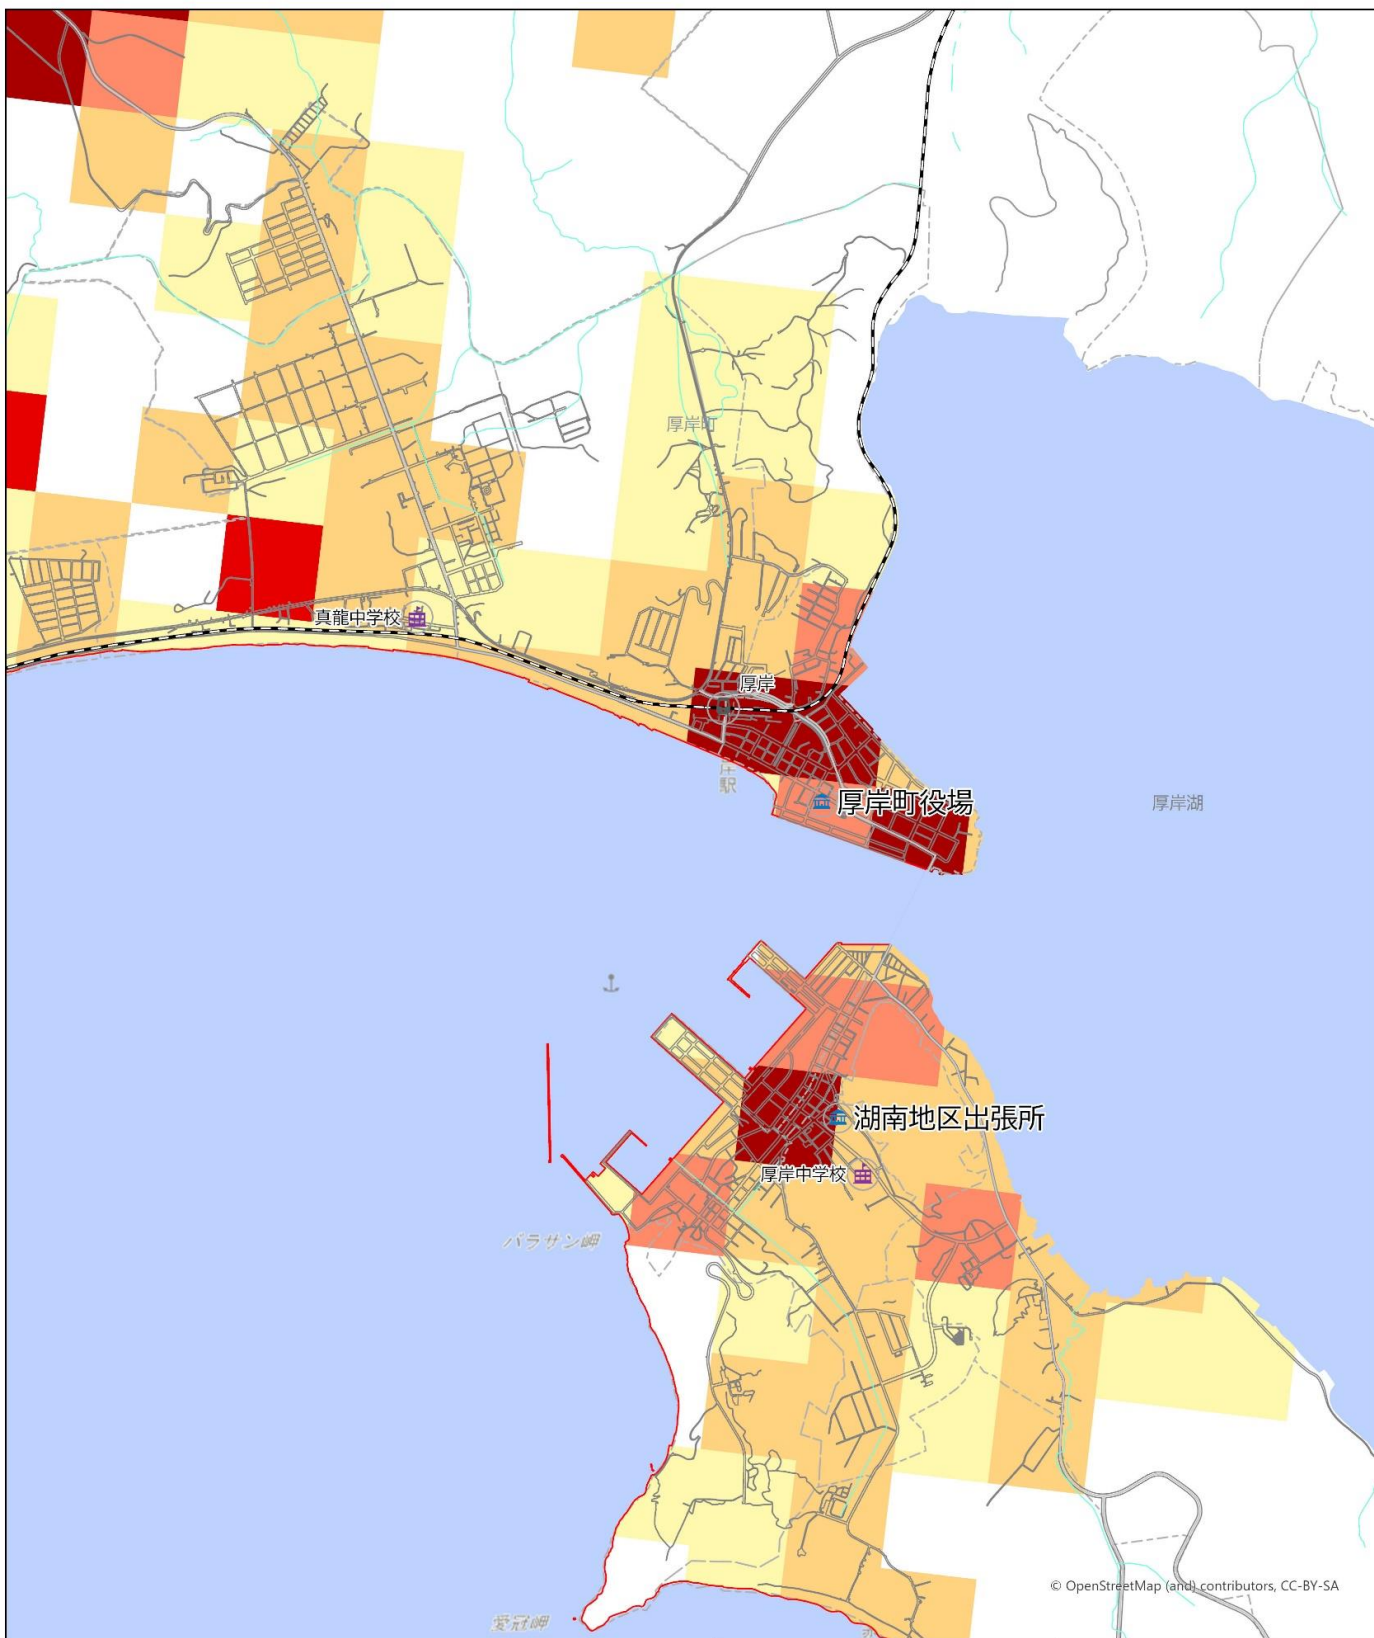 厚岸町
真龍中学校
厚岸
厚岸町役場
厚岸湖
湖南地区出張所
厚岸中学校
バラサン岬
© OpenStreetMap (and) contributors, CC-BY-SA
愛冠岬